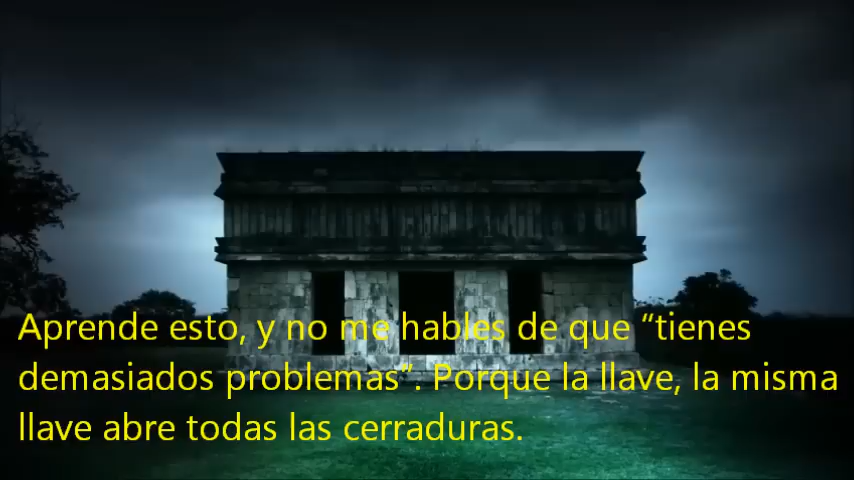 Aprende esto, y no me hables de que “tienes
demasiados problemas”. Porque la llave, la misma
llave abre todas las cerraduras.